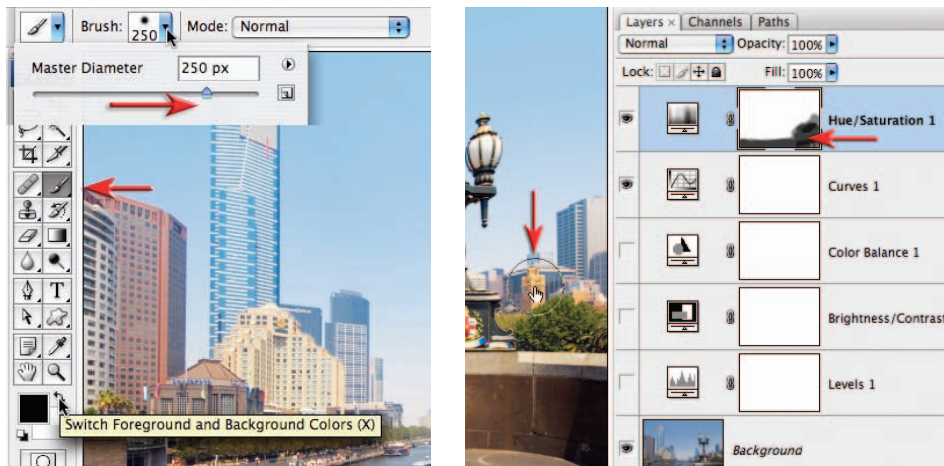 Brush: 250 Mode: Normal
Master Diameter 250 px
T
Switch Foreground and Background Colors (X)
Layers × Channels Paths
Normal Opacity: 100%
Lock: Fill: 100%
Hue/Saturation 1
Curves 1
Color Balance 1
Brightness/Contrast
Levels 1
Background